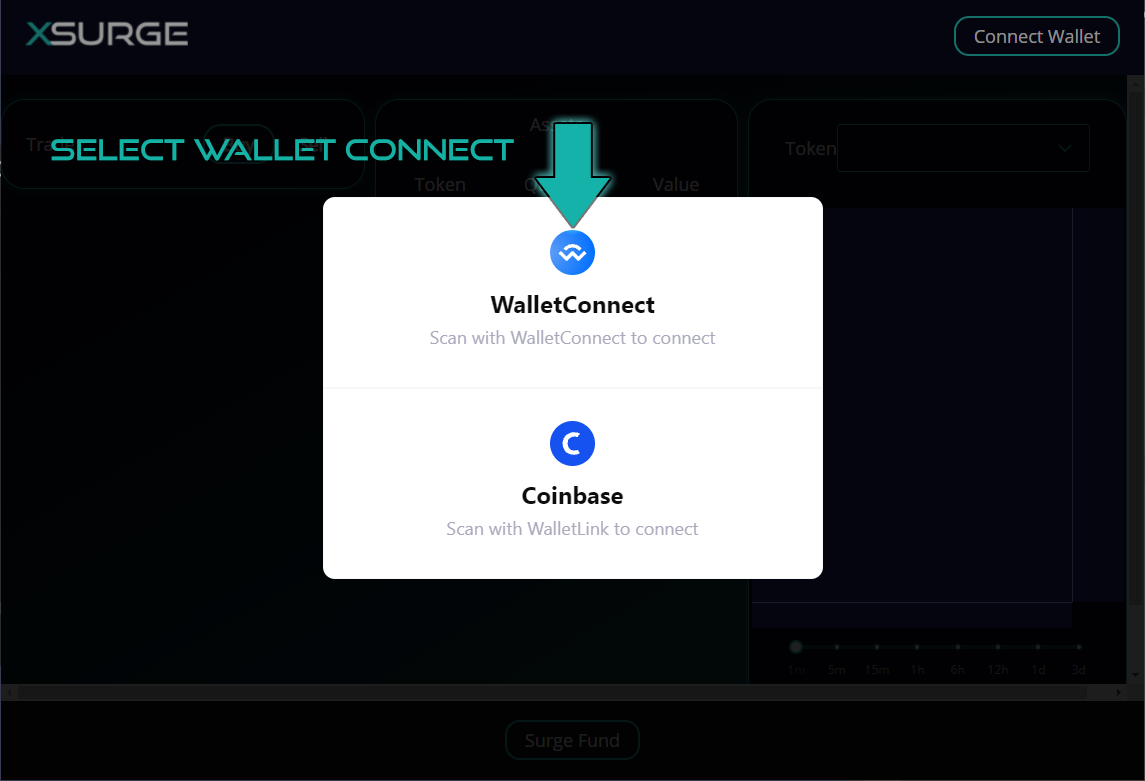 XSURGE
Connect Wallet
SELECT WALLET CONNECT
Token
Token
Value
WalletConnect
Scan with WalletConnect to connect
Coinbase
Scan with WalletLink to connect
1m 5m 15m 1h 6h 12h 1d 3d
Surge Fund